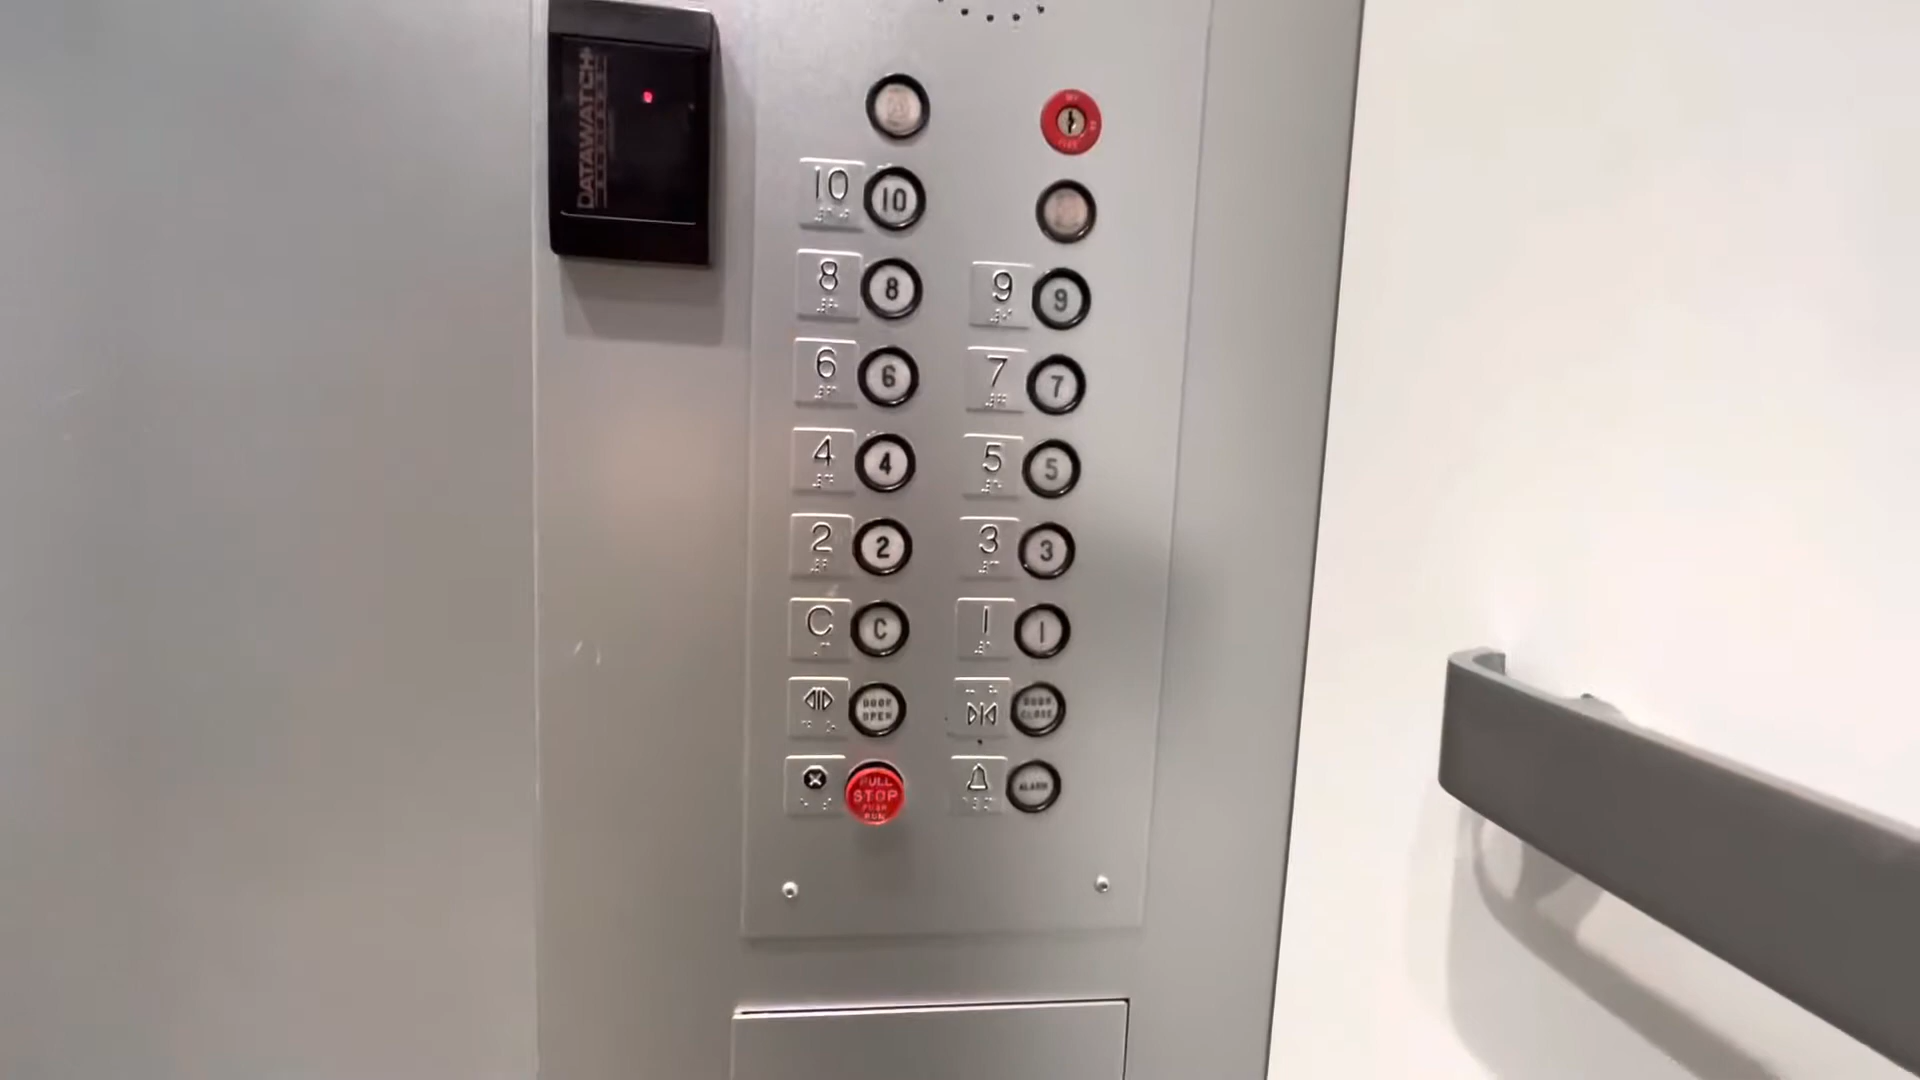 DATAWATCH
10 10
8 8 9 9
6 6 7 7
4 4 5 5
2 2 3 3
C C 1 1
DOOR
OPEN
DOOR
CLOSE
PULL
STOP
PUSH
RUN
ALARM